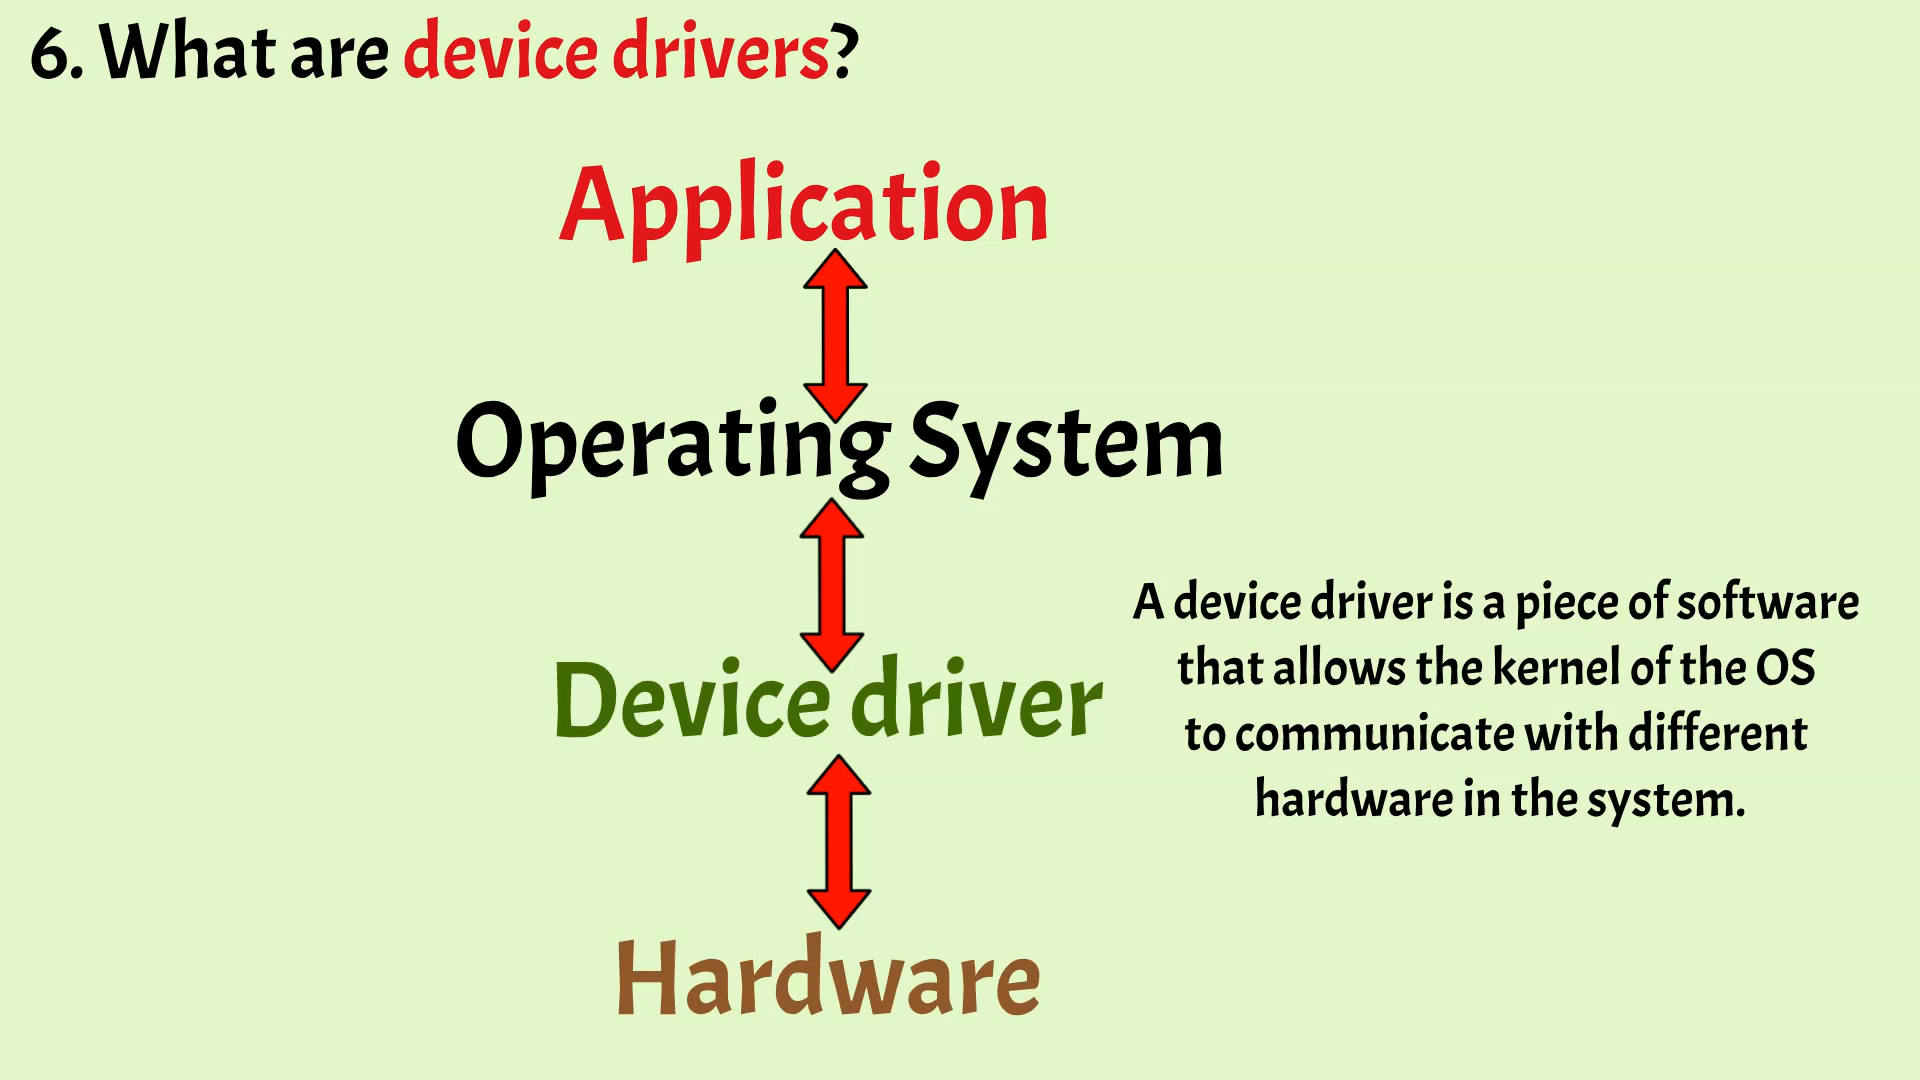 6. What are device drivers?
Application
Operating System
Device driver
A device driver is a piece of software
that allows the kernel of the OS
to communicate with different
hardware in the system.
Hardware